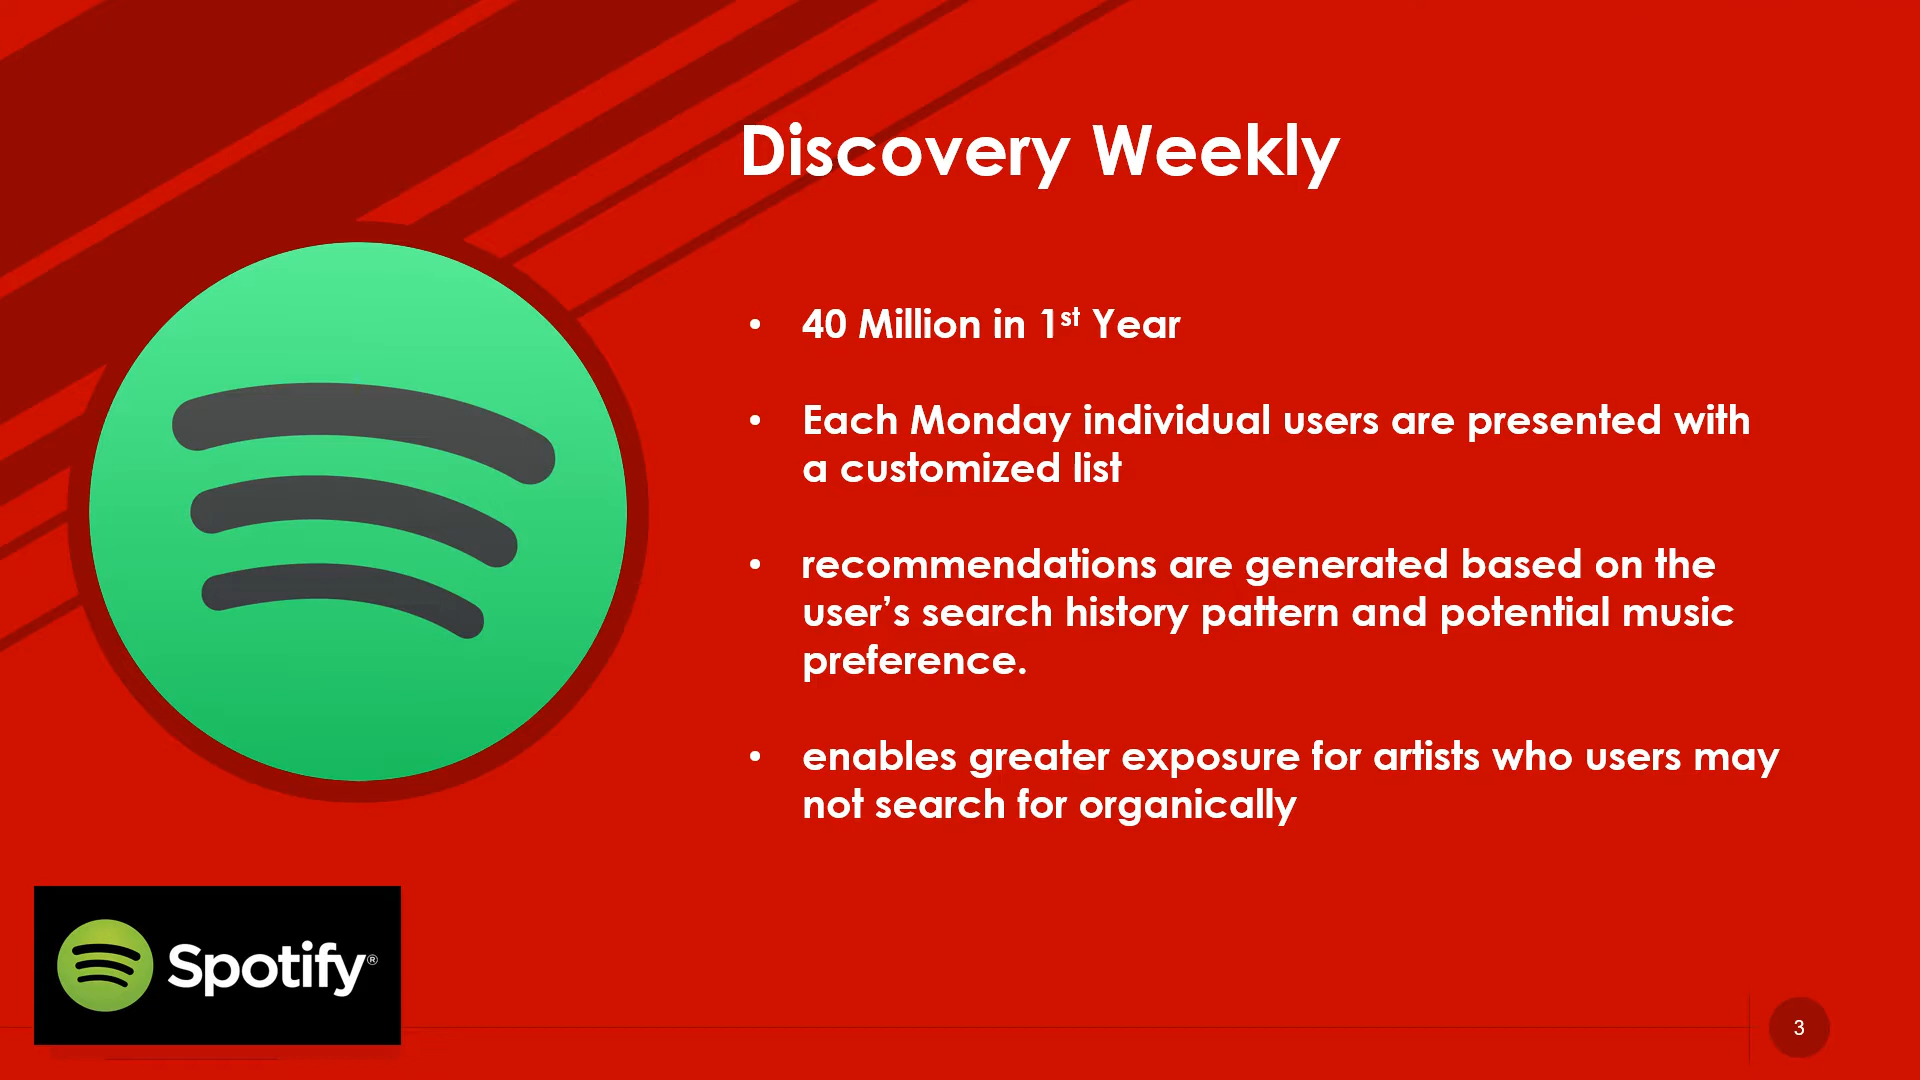 Discovery Weekly
• 40 Million in 1st Year
• Each Monday individual users are presented with
a customized list
• recommendations are generated based on the
user’s search history pattern and potential music
preference.
• enables greater exposure for artists who users may
not search for organically
Spotify®
3